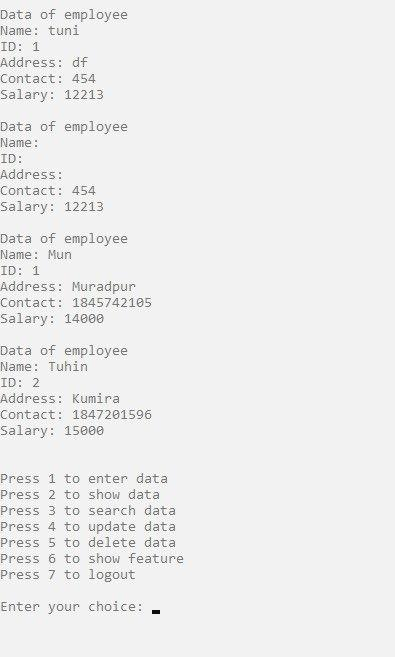 Data of employee
Name: tuni
ID: 1
Address: df
Contact: 454
Salary: 12213
Data of employee
Name:
ID:
Address:
Contact: 454
Salary: 12213
Data of employee
Name: Mun
ID: 1
Address: Muradpur
Contact: 1845742105
Salary: 14000
Data of employee
Name: Tuhin
ID: 2
Address: Kumira
Contact: 1847201596
Salary: 15000
Press 1 to enter data
Press 2 to show data
Press 3 to search data
Press 4 to update data
Press 5 to delete data
Press 6 to show feature
Press 7 to logout
Enter your choice: